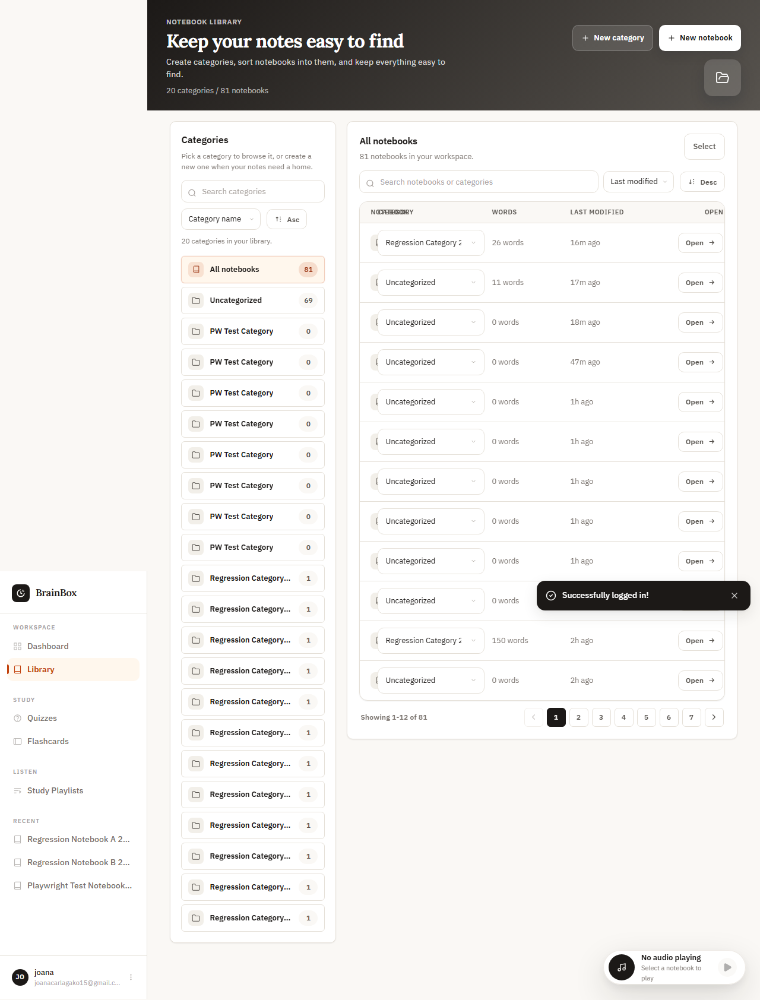 NOTEBOOK LIBRARY
Keep your notes easy to find
Create categories, sort notebooks into them, and keep everything easy to
find.
20 categories / 81 notebooks
New category
New notebook
Categories
Pick a category to browse it, or create a
new one when your notes need a home.
Search categories
Category name
Asc
20 categories in your library.
All notebooks 81
Uncategorized 69
PW Test Category 0
PW Test Category 0
PW Test Category 0
PW Test Category 0
PW Test Category 0
PW Test Category 0
PW Test Category 0
PW Test Category 0
Regression Category... 1
Regression Category... 1
Regression Category... 1
Regression Category... 1
Regression Category... 1
Regression Category... 1
Regression Category... 1
Regression Category... 1
Regression Category... 1
Regression Category... 1
Regression Category... 1
Regression Category... 1
All notebooks
81 notebooks in your workspace.
Select
Search notebooks or categories
Last modified
Desc
NOTEBOOK CATEGORY WORDS LAST MODIFIED OPEN
Regression Category 2 26 words 16m ago Open
Uncategorized 11 words 17m ago Open
Uncategorized 0 words 18m ago Open
Uncategorized 0 words 47m ago Open
Uncategorized 0 words 1h ago Open
Uncategorized 0 words 1h ago Open
Uncategorized 0 words 1h ago Open
Uncategorized 0 words 1h ago Open
Uncategorized 0 words 1h ago Open
Uncategorized 0 words
Successfully logged in!
Regression Category 2 150 words 2h ago Open
Uncategorized 0 words 2h ago Open
Showing 1-12 of 81
1 2 3 4 5 6 7
BrainBox
WORKSPACE
Dashboard
Library
STUDY
Quizzes
Flashcards
LISTEN
Study Playlists
RECENT
Regression Notebook A 2...
Regression Notebook B 2...
Playwright Test Notebook...
JO
joana
joanacarlagako15@gmail.c...
No audio playing
Select a notebook to
play